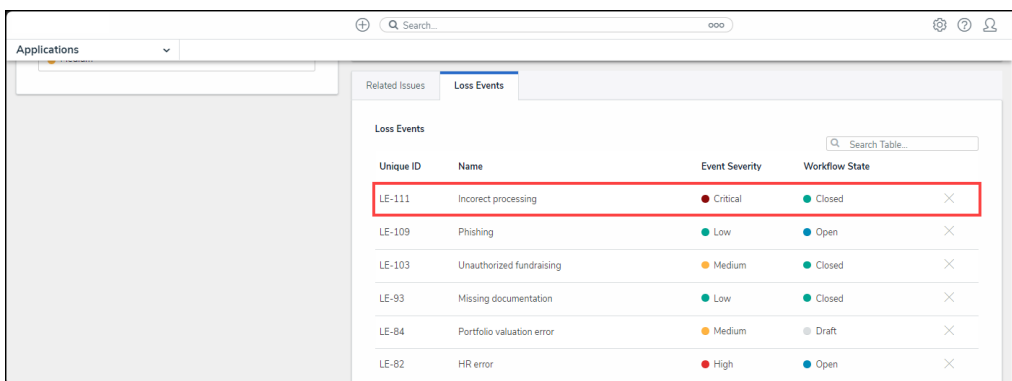 Search...
Applications
Medium
Related Issues Loss Events
Loss Events
Search Table...
Unique ID Name Event Severity Workflow State
LE-111 Incorect processing Critical Closed
LE-109 Phishing Low Open
LE-103 Unauthorized fundraising Medium Closed
LE-93 Missing documentation Low Closed
LE-84 Portfolio valuation error Medium Draft
LE-82 HR error High Open